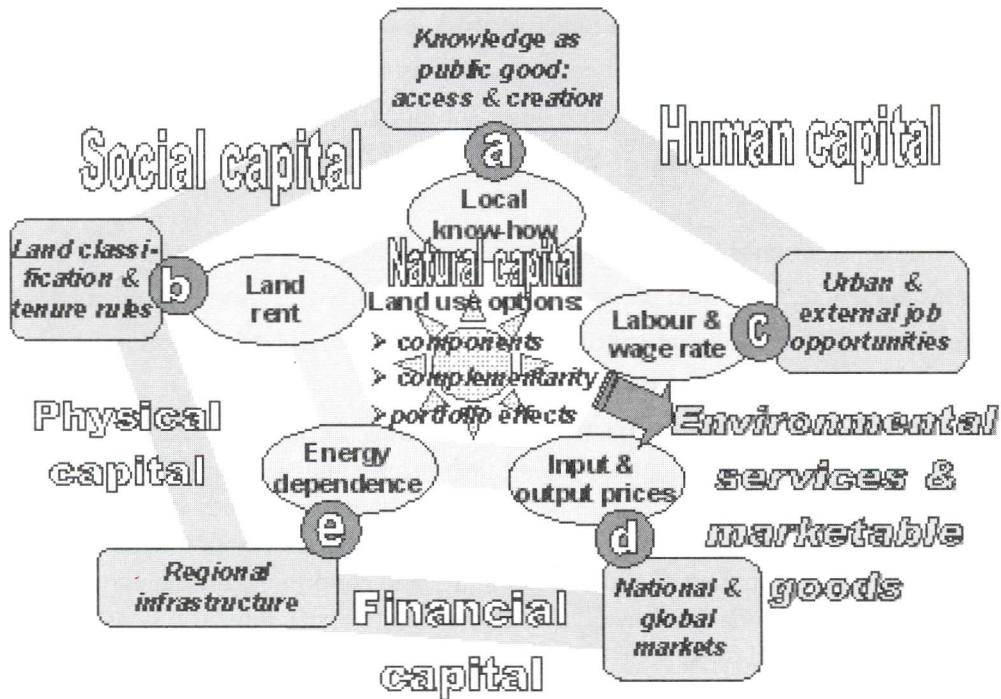 Knowledge as
public good:
access & creation
Social capital
Human capital
a
Local
know-how
Natural capital
Land use options:
➢ components
➢ complementarity
➢ portfolio effects
Land classi-
fication &
tenure rules
b
Land
rent
Labour &
wage rate
c
Urban &
external job
opportunities
Physical
capital
Energy
dependence
e
Regional
infrastructure
Input &
output prices
d
National &
global
markets
Environmental
services &
marketable
goods
Financial
capital